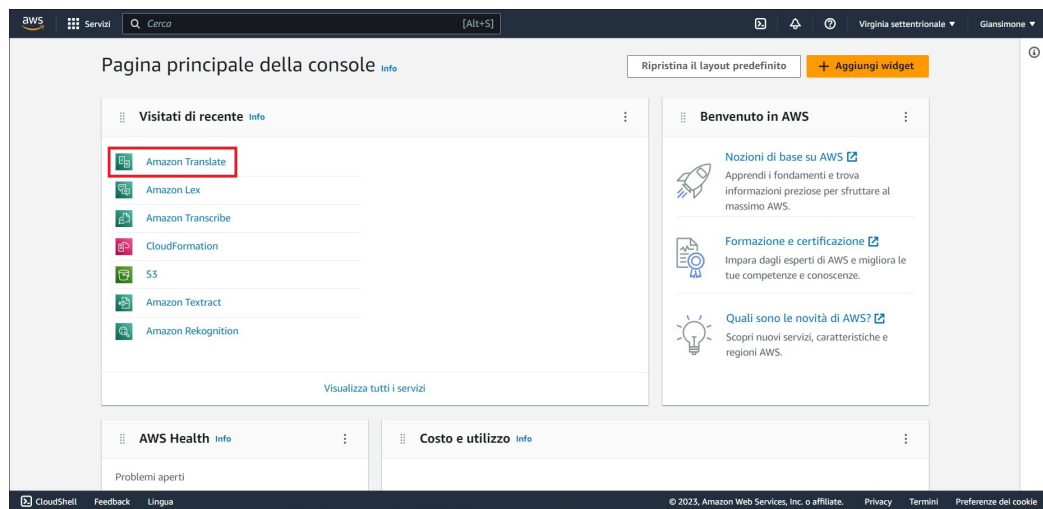 aws
Servizi
Cerca
[Alt+S]
Virginia settentrionale ▼
Giansimone ▼
Pagina principale della console Info
Ripristina il layout predefinito
+ Aggiungi widget
Visitati di recente Info
Amazon Translate
Amazon Lex
Amazon Transcribe
CloudFormation
S3
Amazon Textract
Amazon Rekognition
Visualizza tutti i servizi
Benvenuto in AWS
Nozioni di base su AWS
Apprendi i fondamenti e trova
informazioni preziose per sfruttare al
massimo AWS.
Formazione e certificazione
Impara dagli esperti di AWS e migliora le
tue competenze e conoscenze.
Quali sono le novità di AWS?
Scopri nuovi servizi, caratteristiche e
regioni AWS.
AWS Health Info
Problemi aperti
Costo e utilizzo Info
CloudShell
Feedback
Lingua
© 2023, Amazon Web Services, Inc. o affiliate.
Privacy
Termini
Preferenze dei cookie